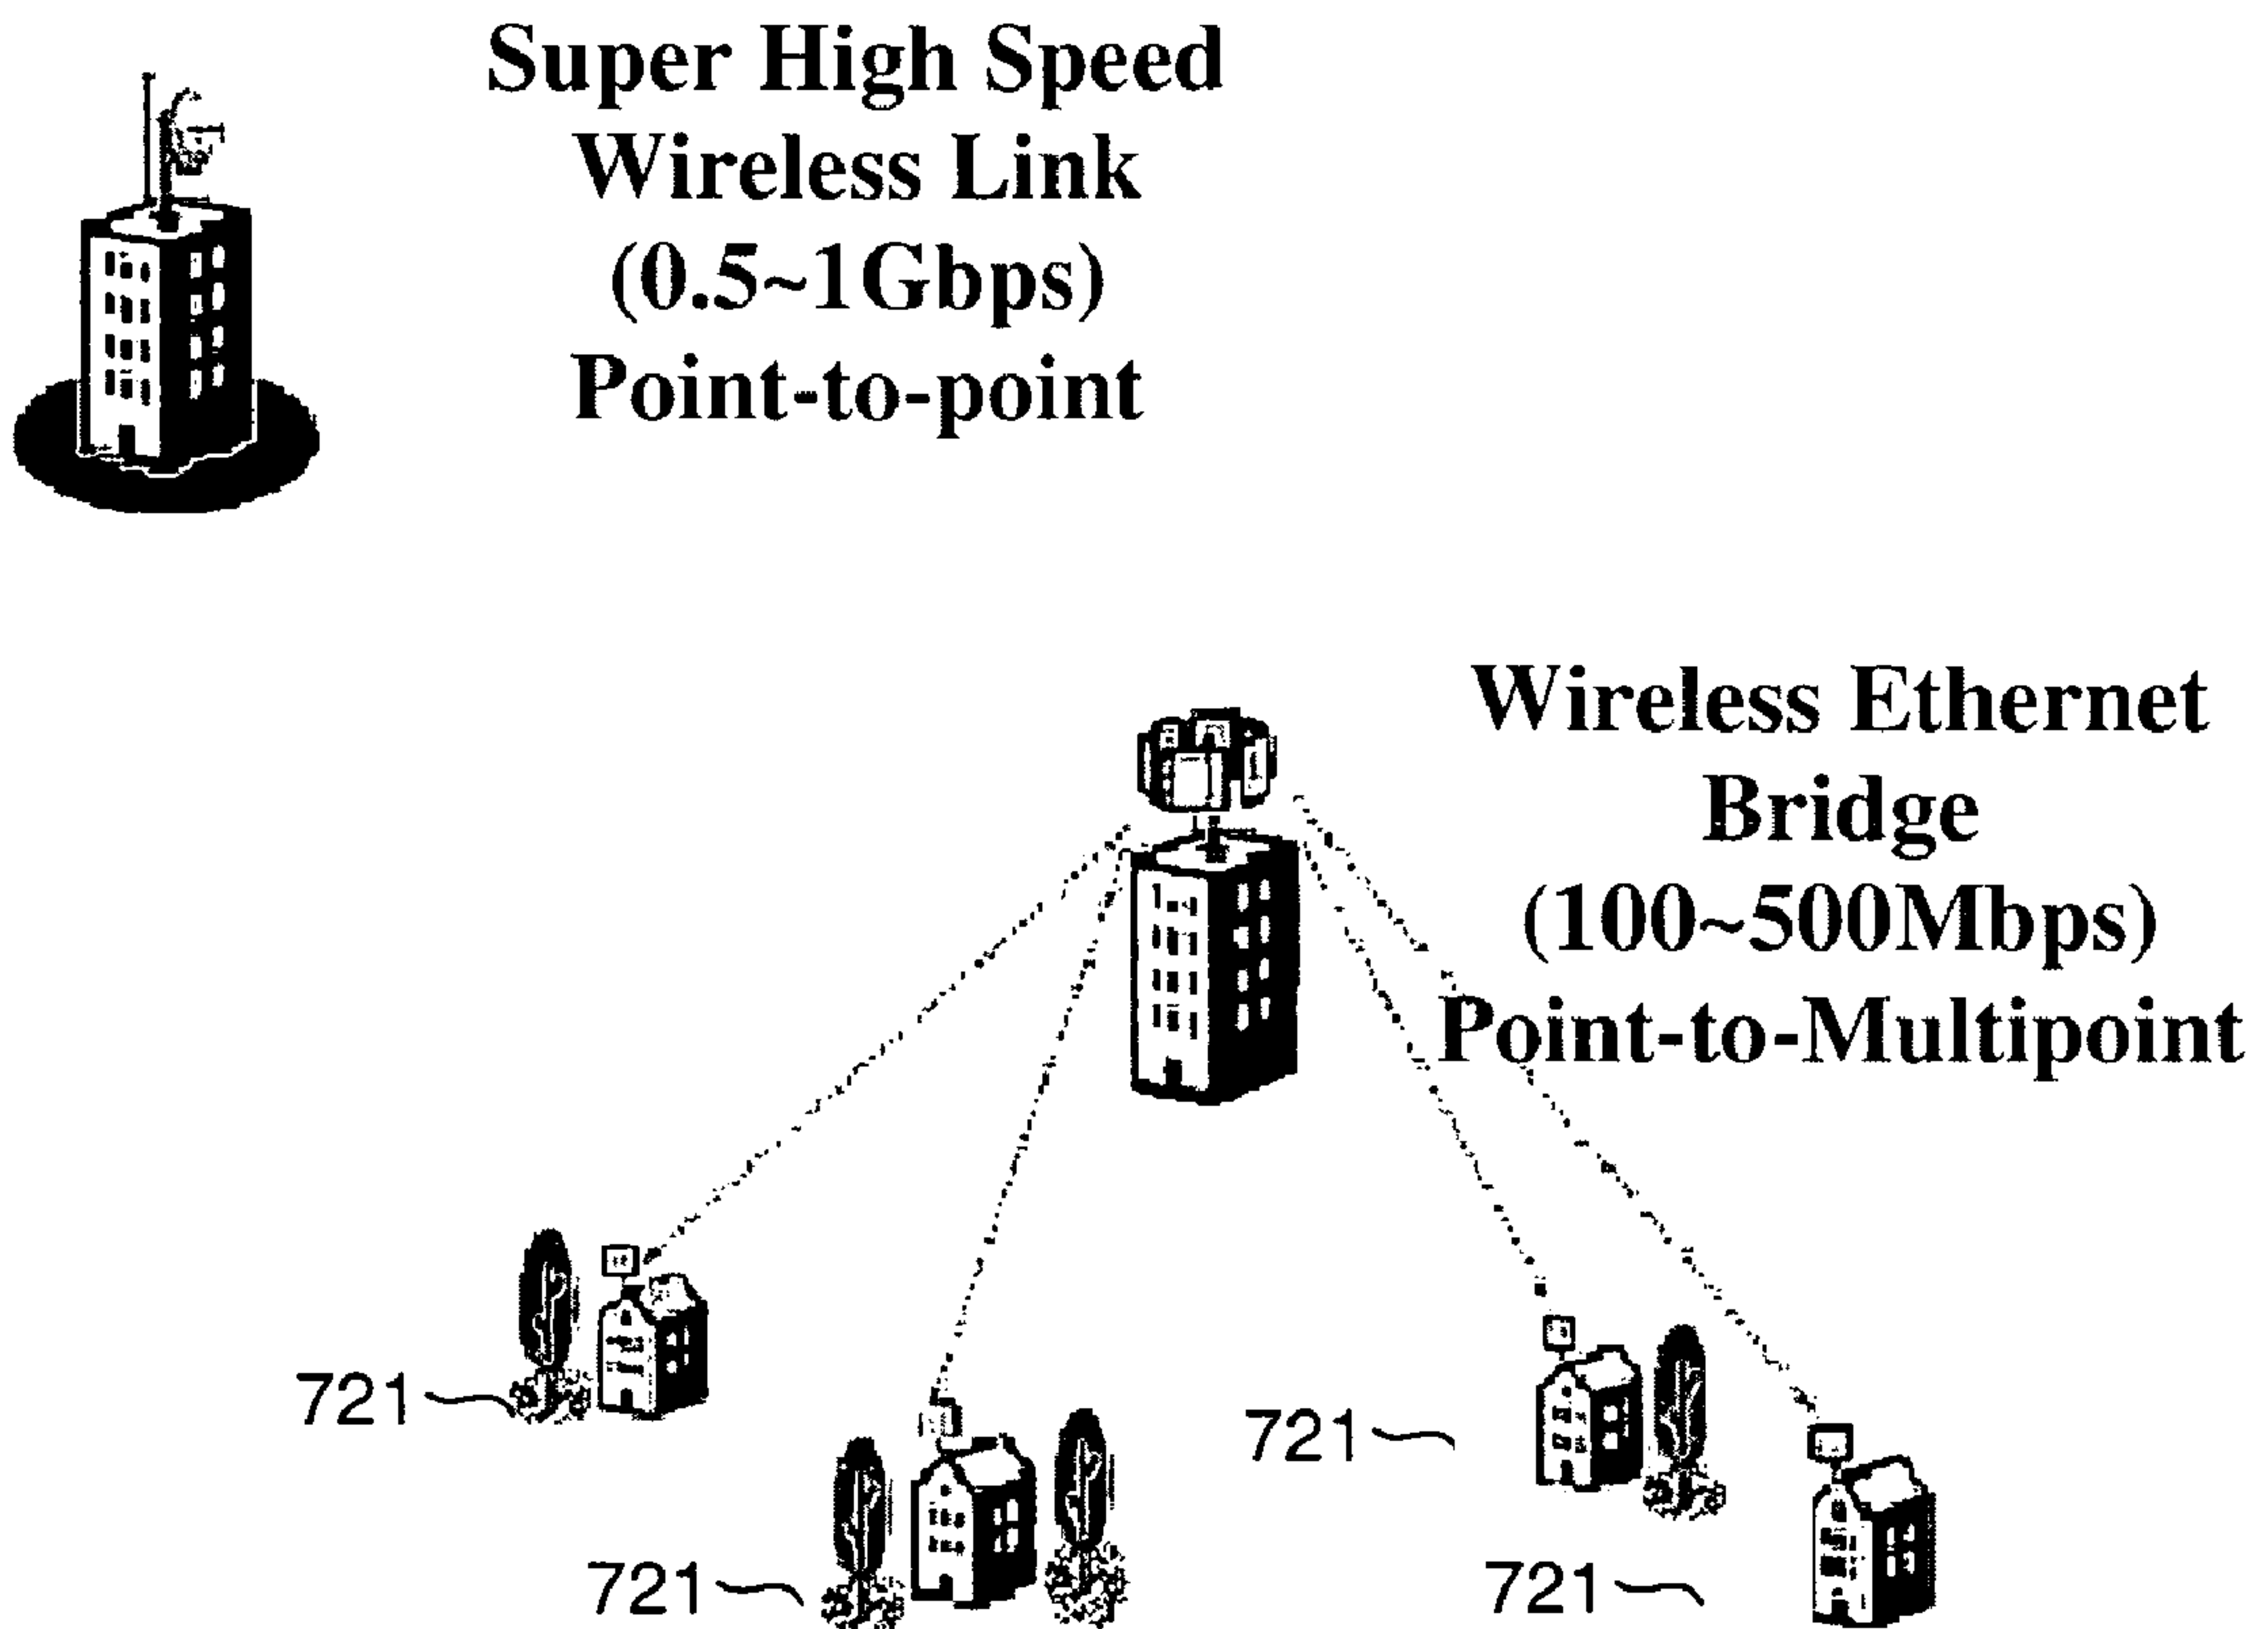 Super High Speed
Wireless Link
(0.5~1Gbps)
Point-to-point
Wireless Ethernet
Bridge
(100~500Mbps)
Point-to-Multipoint
721
721
721
721